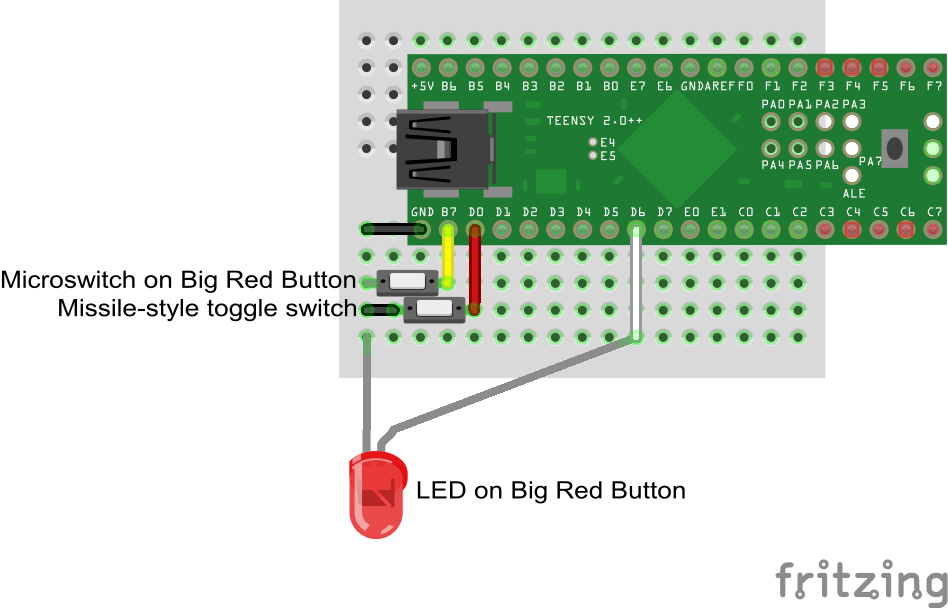 +5V B6 B5 B4 B3 B2 B1 B0 E7 E6 GND AREF F0 F1 F2 F3 F4 F5 F6 F7
PA0 PA1 PA2 PA3
TEENSY 2.0++
E4
E5
PA4 PA5 PA6 PA7
ALE
GND B7 D0 D1 D2 D3 D4 D5 D6 D7 E0 E1 C0 C1 C2 C3 C4 C5 C6 C7
Microswitch on Big Red Button
Missile-style toggle switch
LED on Big Red Button
fritzing